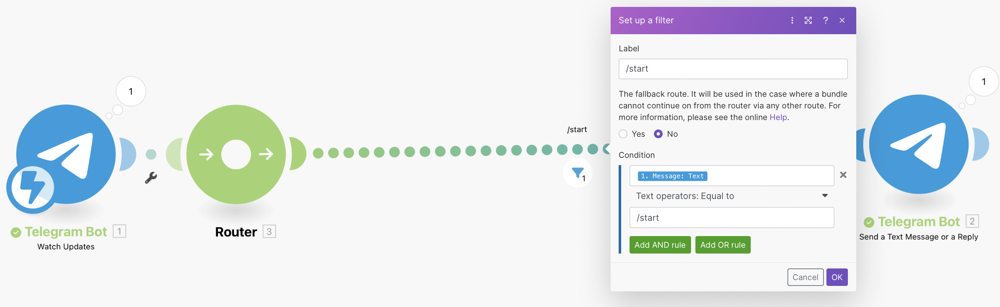 1
Telegram Bot 1
Watch Updates
Router 3
/start
1
Set up a filter
Label
/start
The fallback route. It will be used in the case where a bundle
cannot continue on from the router via any other route. For
more information, please see the online Help.
Yes No
Condition
1. Message: Text
Text operators: Equal to
/start
Add AND rule Add OR rule
Cancel OK
1
Telegram Bot 2
Send a Text Message or a Reply